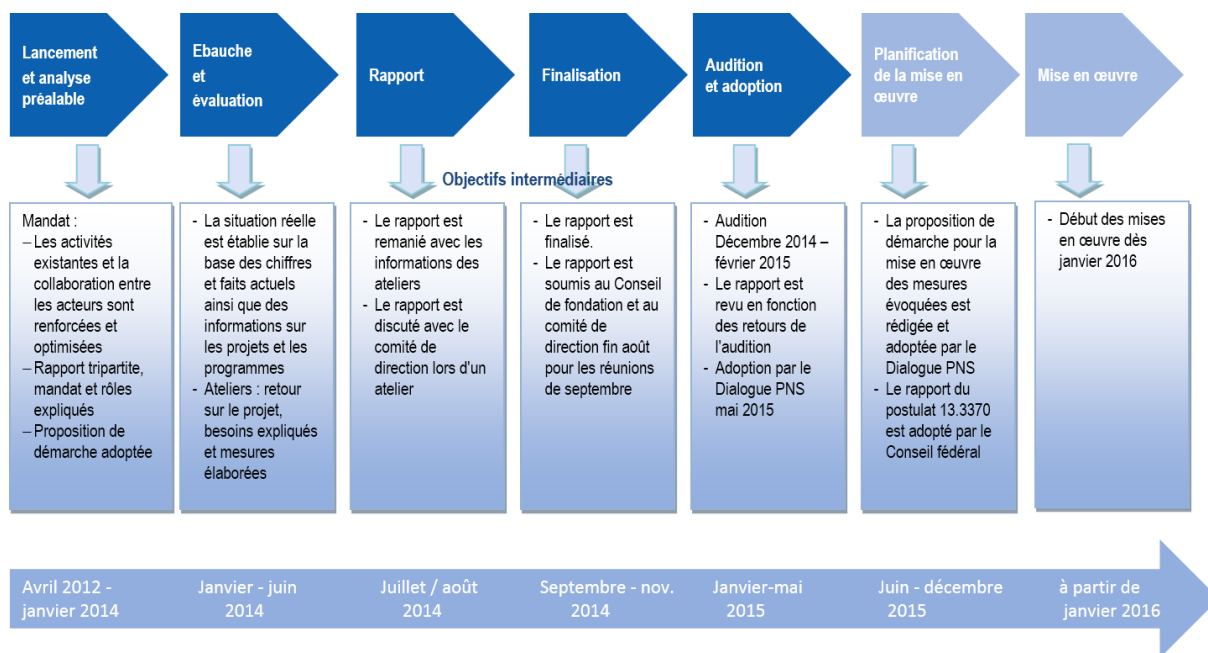 Lancement
et analyse
préalable
Ebauche
et
évaluation
Rapport
Finalisation
Audition
et adoption
Planification
de la mise en
œuvre
Mise en œuvre
Objectifs intermédiaires
Mandat :
– Les activités
existantes et la
collaboration entre
les acteurs sont
renforcées et
optimisées
– Rapport tripartite,
mandat et rôles
expliqués
– Proposition de
démarche adoptée
- La situation réelle
est établie sur la
base des chiffres
et faits actuels
ainsi que des
informations sur
les projets et les
programmes
- Ateliers : retour
sur le projet,
besoins expliqués
et mesures
élaborées
- Le rapport est
remanié avec les
informations des
ateliers
- Le rapport est
discuté avec le
comité de
direction lors d'un
atelier
- Le rapport est
finalisé.
- Le rapport est
soumis au Conseil
de fondation et au
comité de
direction fin août
pour les réunions
de septembre
- Audition
Décembre 2014 –
février 2015
- Le rapport est
revu en fonction
des retours de
l'audition
- Adoption par le
Dialogue PNS
mai 2015
- La proposition de
démarche pour la
mise en œuvre
des mesures
évoquées est
rédigée et
adoptée par le
Dialogue PNS
- Le rapport du
postulat 13.3370
est adopté par le
Conseil fédéral
- Début des mises
en œuvre dès
janvier 2016
Avril 2012 -
janvier 2014
Janvier - juin
2014
Juillet / août
2014
Septembre - nov.
2014
Janvier-mai
2015
Juin - décembre
2015
à partir de
janvier 2016